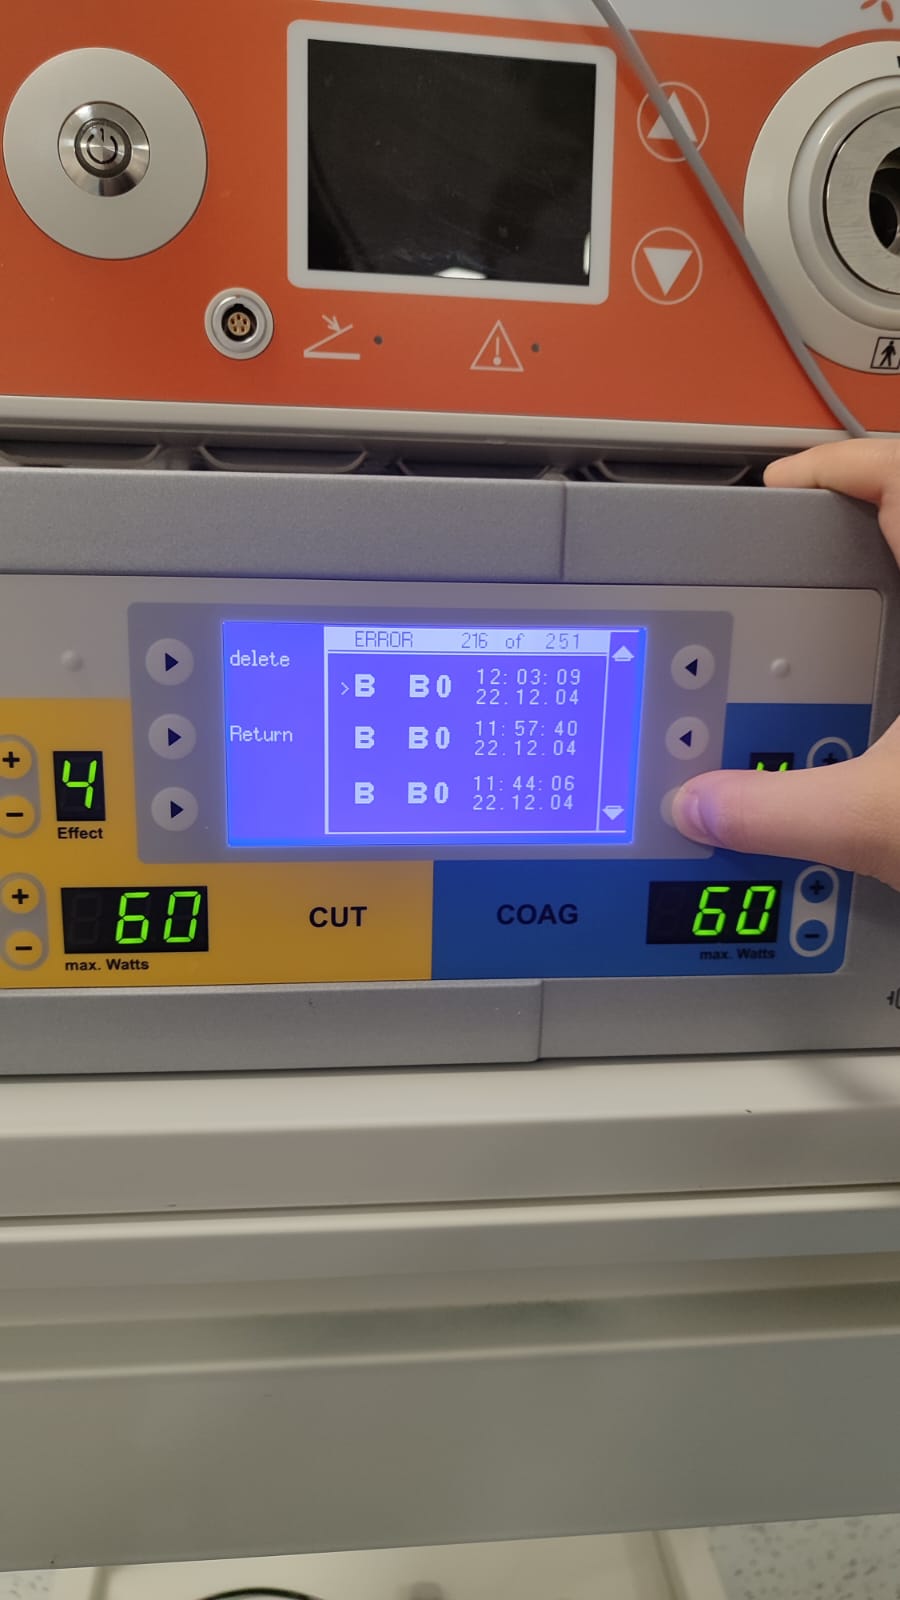 ERROR 216 of 251
delete
>B B0 12:03:09
22.12.04
Return
B B0 11:57:40
22.12.04
B B0 11:44:06
22.12.04
+
−
4
Effect
+
+
−
60
max. Watts
CUT
COAG
60
max. Watts
+
−